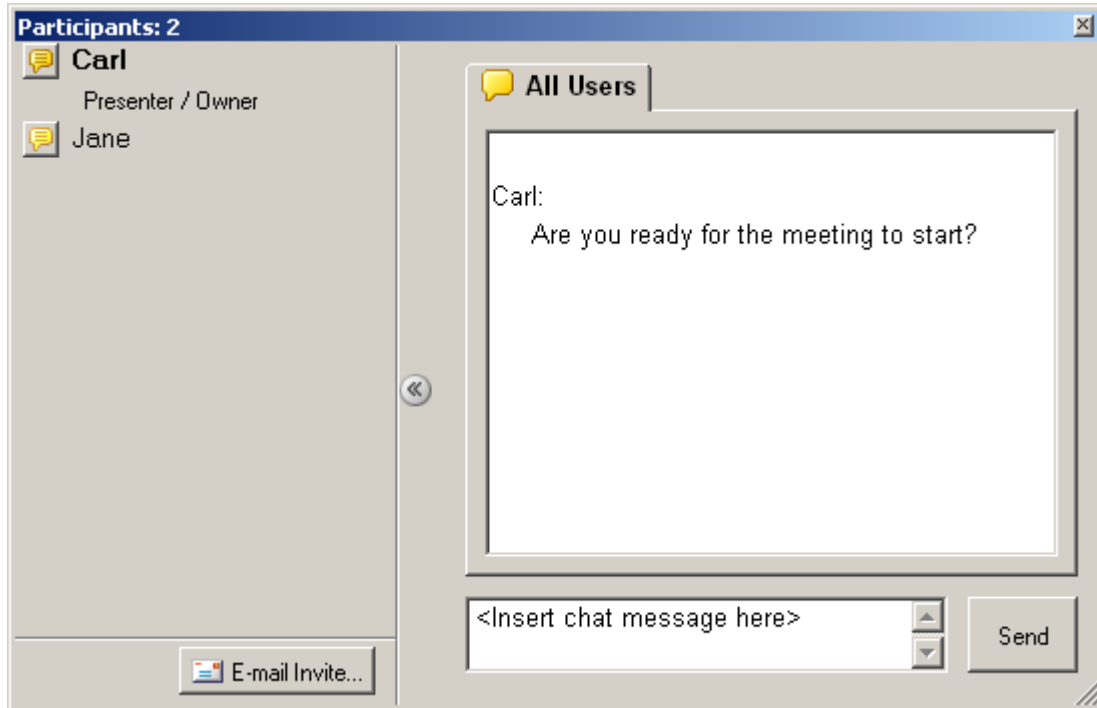 Participants: 2
Carl
Presenter / Owner
Jane
E-mail Invite...
All Users
Carl:
Are you ready for the meeting to start?
<Insert chat message here>
Send